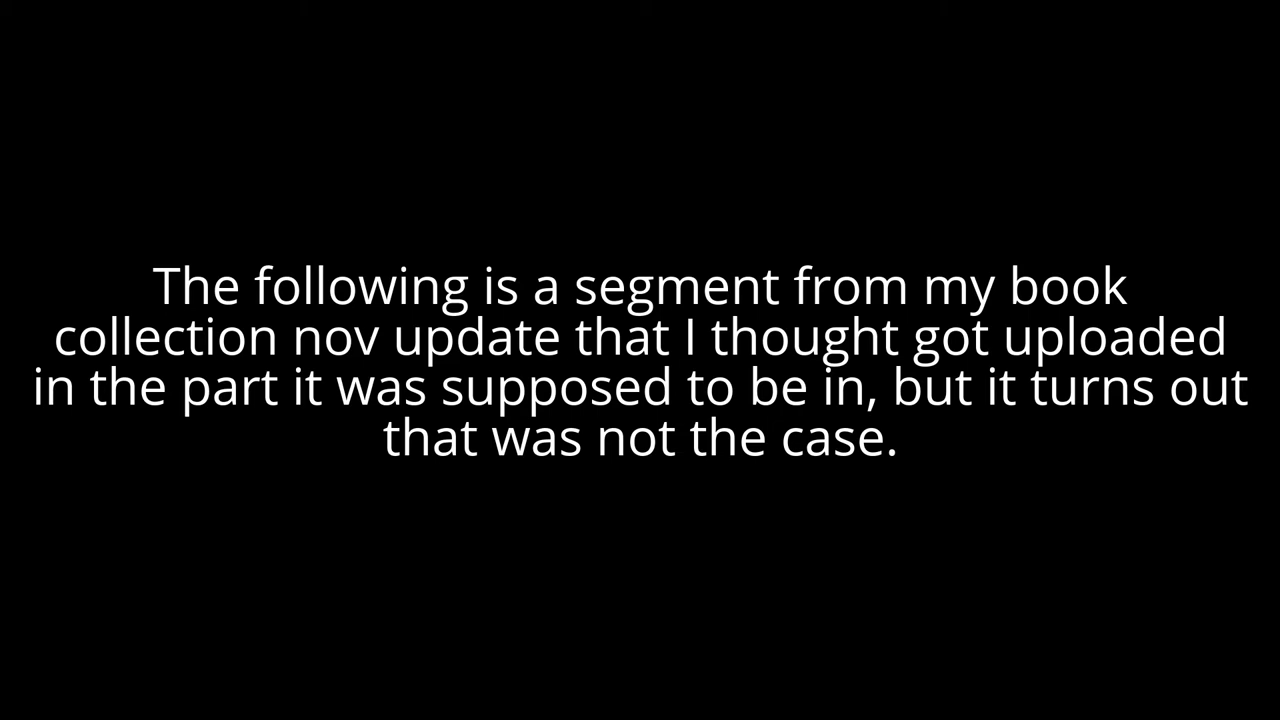 The following is a segment from my book
collection nov update that I thought got uploaded
in the part it was supposed to be in, but it turns out
that was not the case.